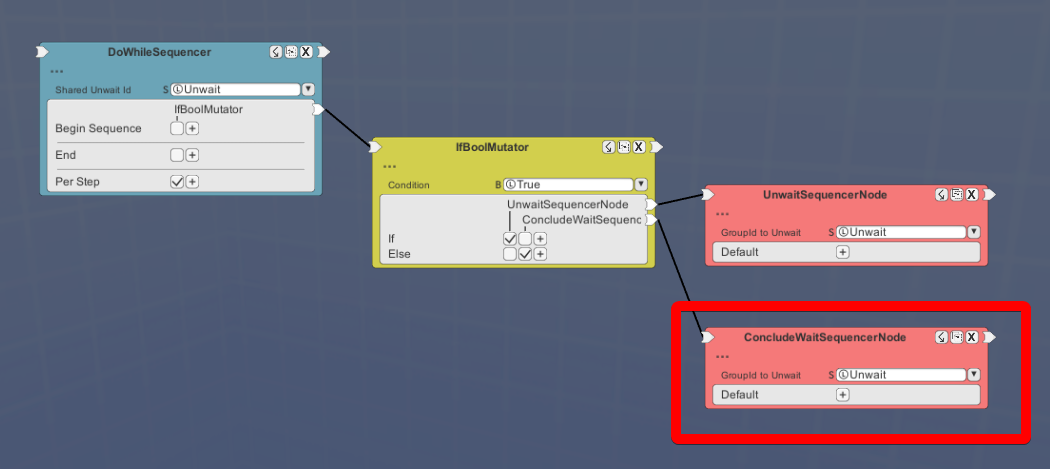 DoWhileSequencer
...
Shared Unwait Id S Ⓛ Unwait
IfBoolMutator
Begin Sequence
End
Per Step
IfBoolMutator
...
Condition B Ⓛ True
UnwaitSequencerNode
ConcludeWaitSequenc
If
Else
UnwaitSequencerNode
...
GroupId to Unwait S Ⓛ Unwait
Default
ConcludeWaitSequencerNode
...
GroupId to Unwait S Ⓛ Unwait
Default